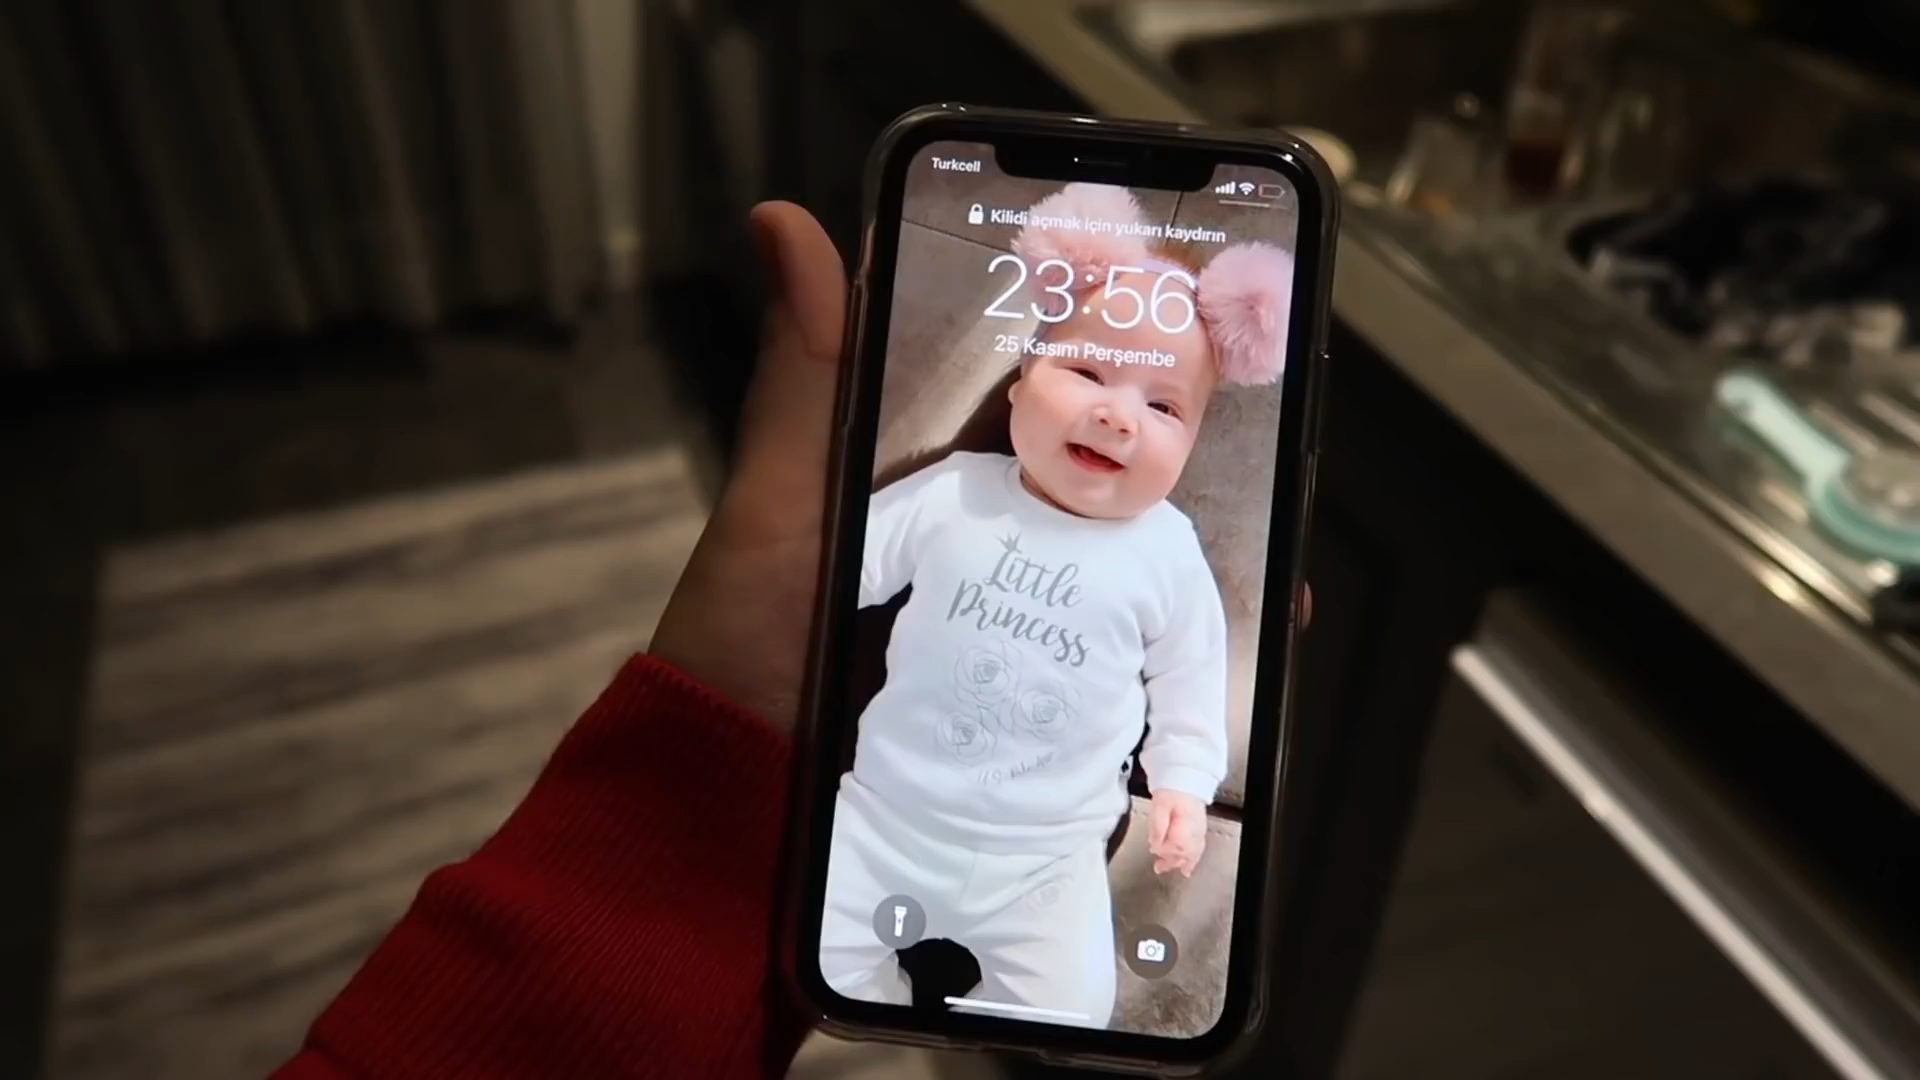 Turkcell
Kilidi açmak için yukarı kaydırın
23:56
25 Kasım Perşembe
Little
Princess